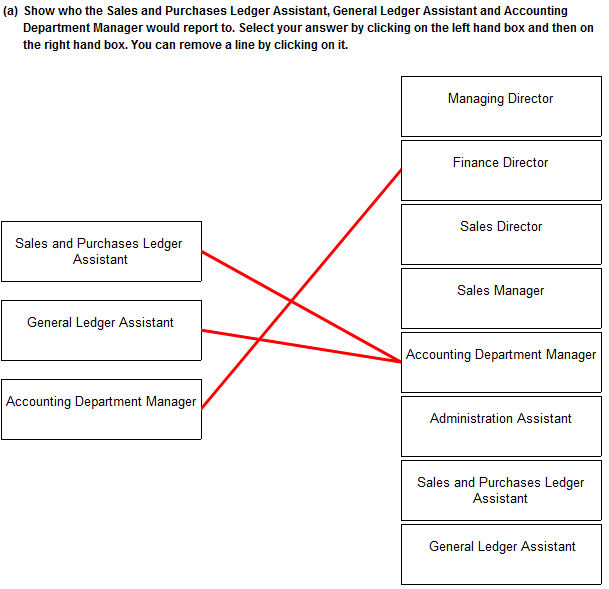 (a) Show who the Sales and Purchases Ledger Assistant, General Ledger Assistant and Accounting
Department Manager would report to. Select your answer by clicking on the left hand box and then on
the right hand box. You can remove a line by clicking on it.
Sales and Purchases Ledger
Assistant
General Ledger Assistant
Accounting Department Manager
Managing Director
Finance Director
Sales Director
Sales Manager
Accounting Department Manager
Administration Assistant
Sales and Purchases Ledger
Assistant
General Ledger Assistant